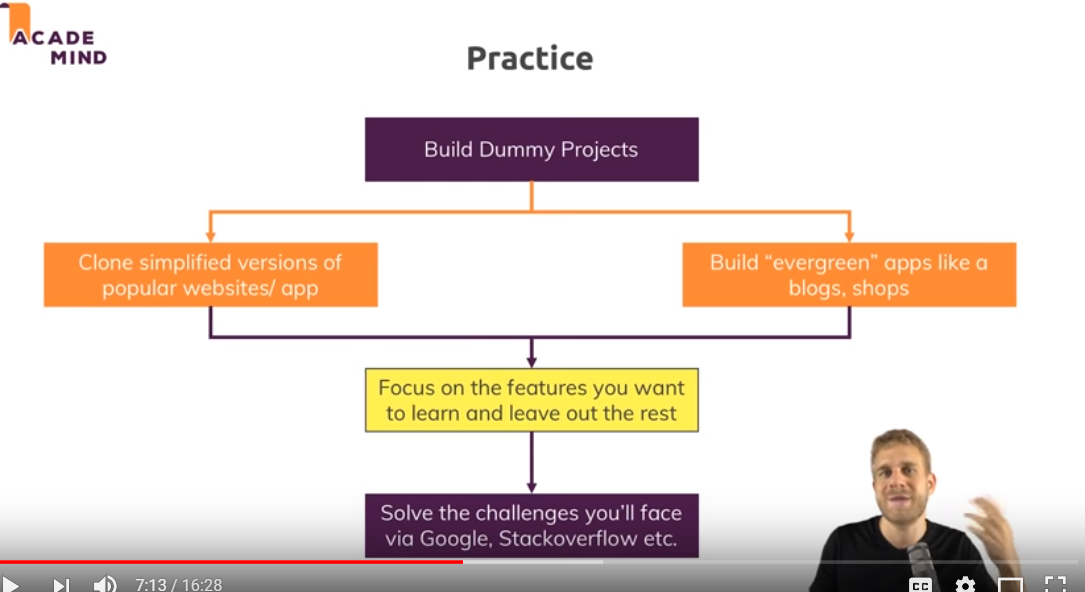 ACADE
MIND
Practice
Build Dummy Projects
Clone simplified versions of
popular websites/ app
Build “evergreen” apps like a
blogs, shops
Focus on the features you want
to learn and leave out the rest
Solve the challenges you'll face
via Google, Stackoverflow etc.
7:13 / 16:28
CC